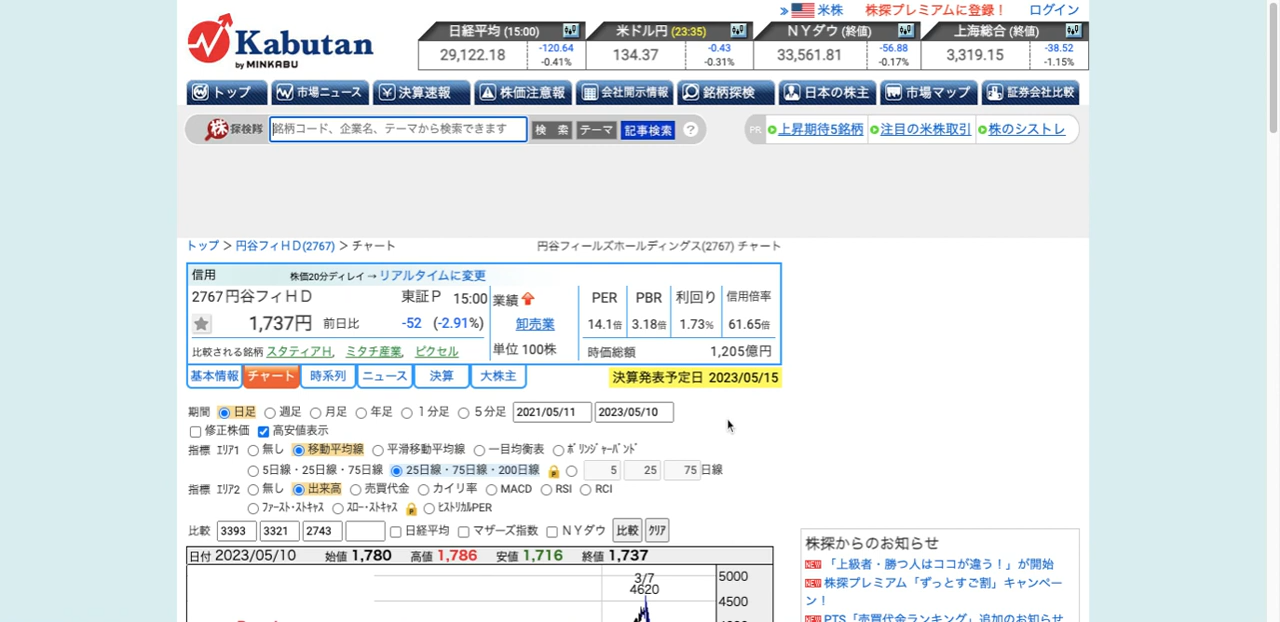 » 米株 株探プレミアムに登録！ ログイン
Kabutan
by MINKABU
日経平均 (15:00) 米ドル円 (23:35) ＮＹダウ (終値) 上海総合 (終値)
29,122.18 -120.64 -0.41% 134.37 -0.43 -0.31% 33,561.81 -56.88 -0.17% 3,319.15 -38.52 -1.15%
トップ 市場ニュース 決算速報 株価注意報 会社開示情報 銘柄探検 日本の株主 市場マップ 証券会社比較
株 探検隊 銘柄コード、企業名、テーマから検索できます 検 索 テーマ 記事検索 ? PR 上昇期待5銘柄 注目の米株取引 株のシストレ
トップ > 円谷フィＨＤ(2767) > チャート 円谷フィールズホールディングス(2767) チャート
信用 株価20分ディレイ → リアルタイムに変更
2767 円谷フィＨＤ 東証Ｐ 15:00 業績 PER PBR 利回り 信用倍率
1,737円 前日比 -52 (-2.91%) 卸売業 14.1倍 3.18倍 1.73％ 61.65倍
比較される銘柄 スタティアＨ, ミタチ産業, ピクセル 単位 100株 時価総額 1,205億円
基本情報 チャート 時系列 ニュース 決算 大株主 決算発表予定日 2023/05/15
期間 日足 週足 月足 年足 １分足 ５分足 2021/05/11 2023/05/10
修正株価 高安値表示
指標 エリア1 無し 移動平均線 平滑移動平均線 一目均衡表 ボリンジャーバンド
5日線・25日線・75日線 25日線・75日線・200日線 5 25 75 日線
指標 エリア2 無し 出来高 売買代金 カイリ率 MACD RSI RCI
ファースト・ストキャス スロー・ストキャス ヒストリカルPER
比較 3393 3321 2743 日経平均 マザーズ指数 ＮＹダウ 比較 クリア
日付 2023/05/10 始値 1,780 高値 1,786 安値 1,716 終値 1,737
3/7
4620
5000
4500
株探からのお知らせ
NEW 「上級者・勝つ人はココが違う！」が開始
NEW 株探プレミアム「ずっとすご割」キャンペー
ン！
NEW PTS「売買代金ランキング」追加のお知らせ